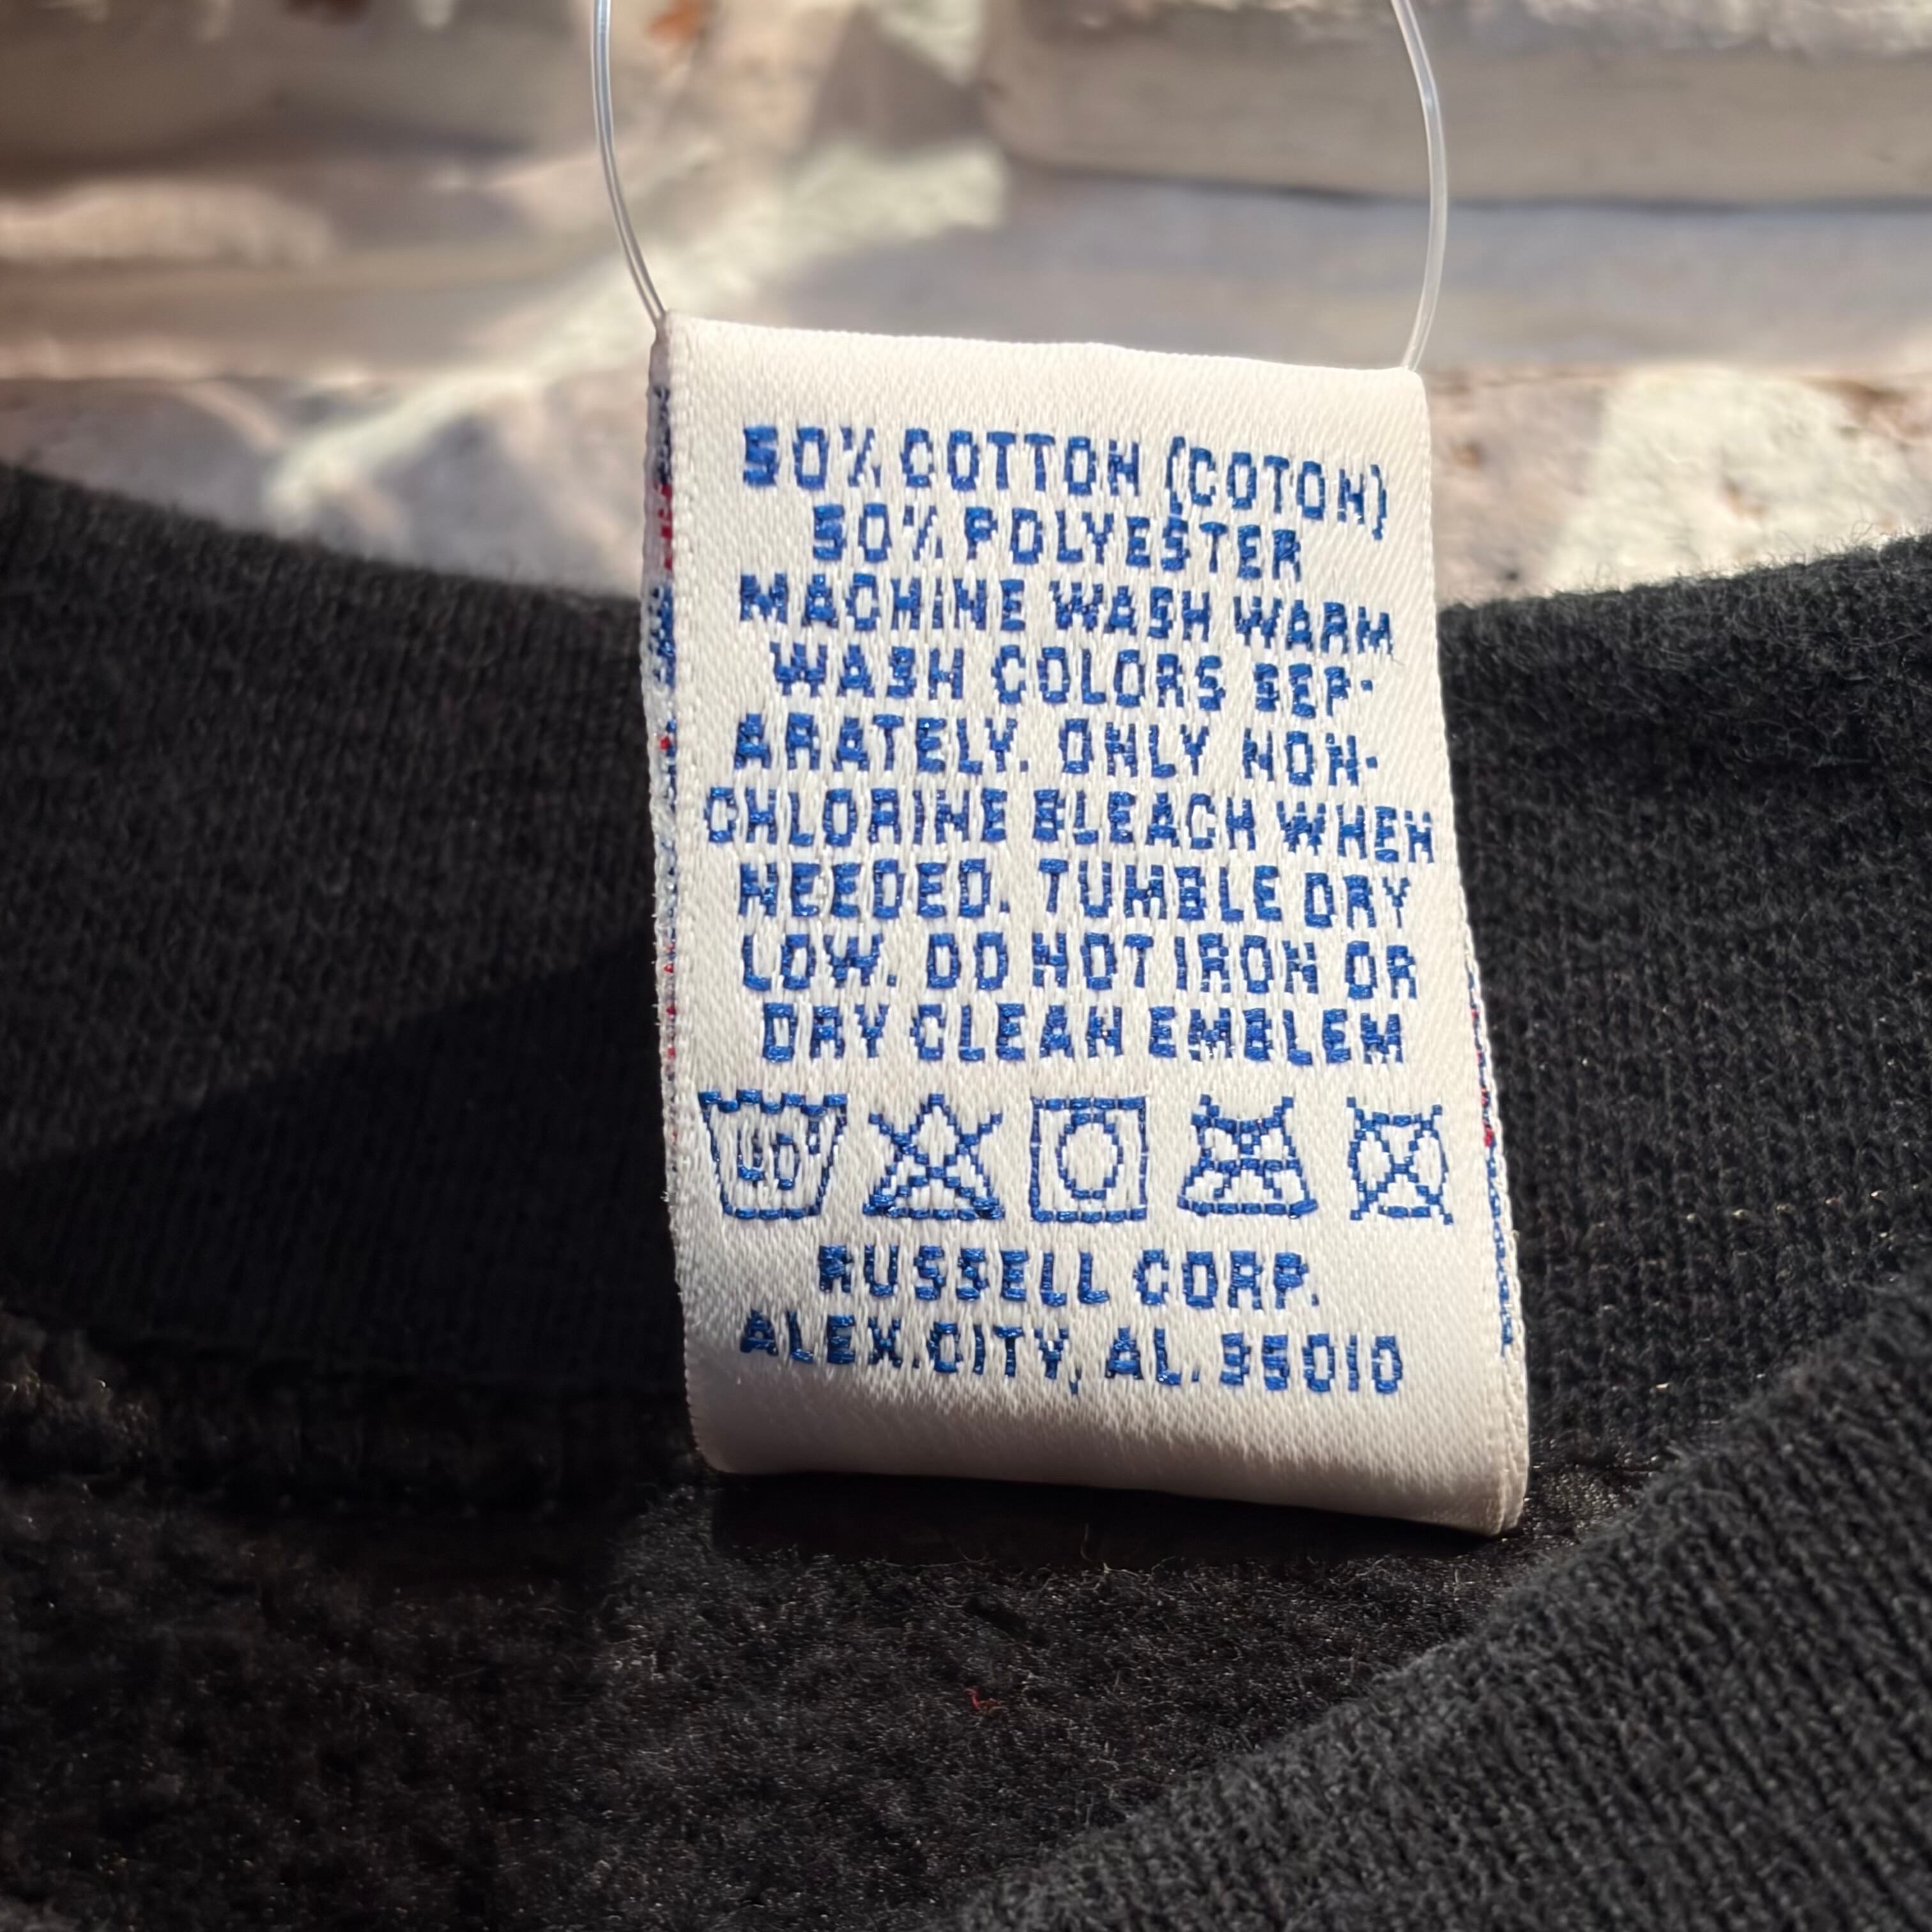 50% COTTON (COTON)
50% POLYESTER
MACHINE WASH WARM
WASH COLORS SEP-
ARATELY. ONLY NON-
CHLORINE BLEACH WHEN
NEEDED. TUMBLE DRY
LOW. DO NOT IRON OR
DRY CLEAN EMBLEM
40°
RUSSELL CORP.
ALEX.CITY, AL. 35010